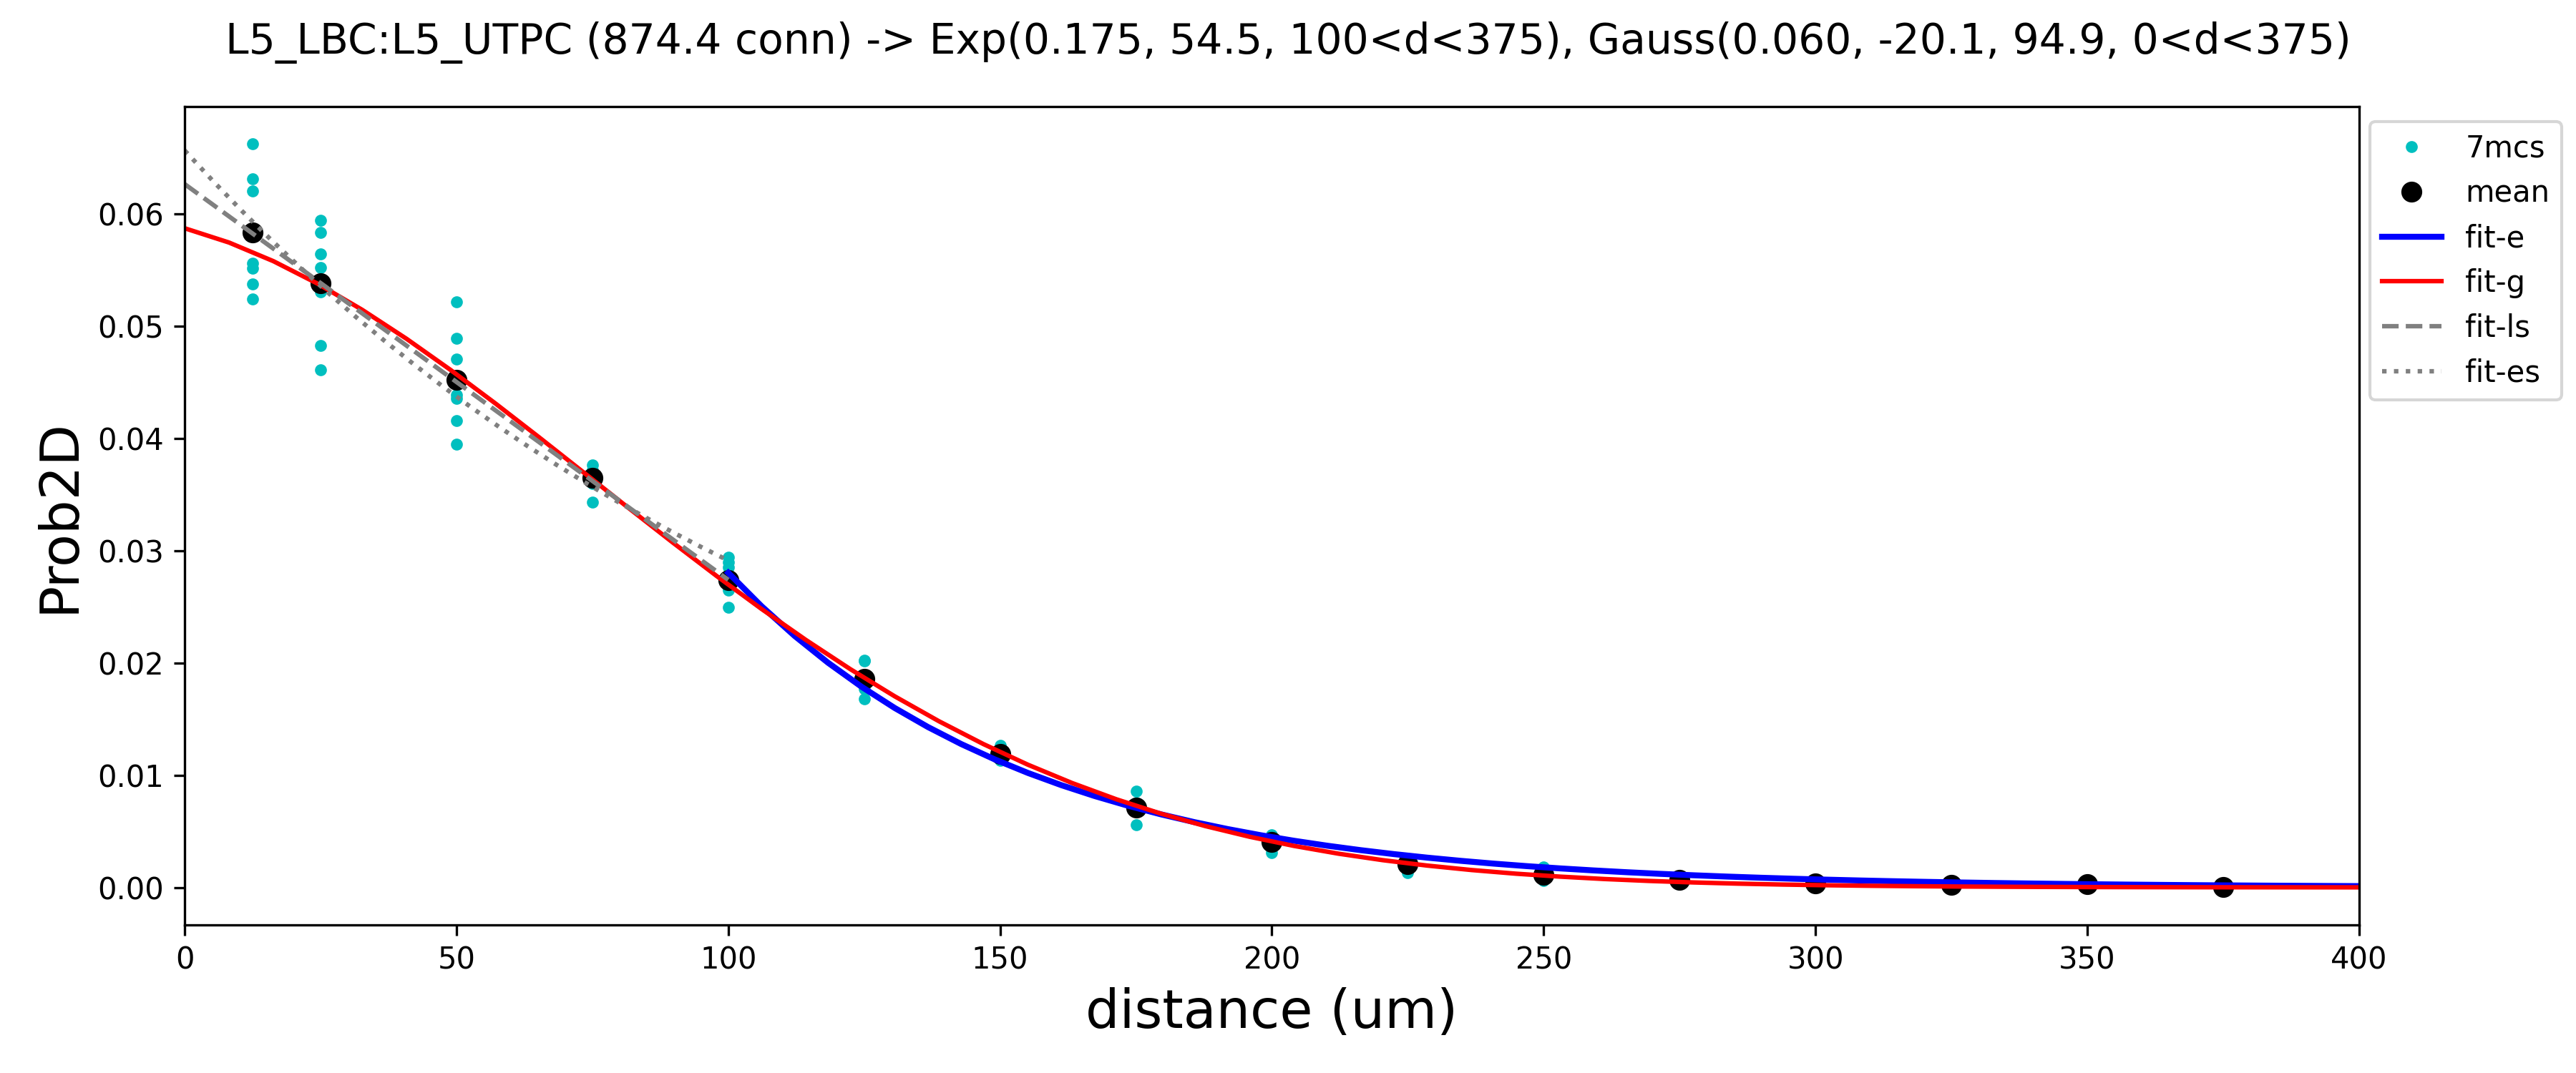 L5_LBC:L5_UTPC (874.4 conn) -> Exp(0.175, 54.5, 100<d<375), Gauss(0.060, -20.1, 94.9, 0<d<375)
7mcs
mean
fit-e
fit-g
fit-ls
fit-es
Prob2D
0.06
0.05
0.04
0.03
0.02
0.01
0.00
0 50 100 150 200 250 300 350 400
distance (um)